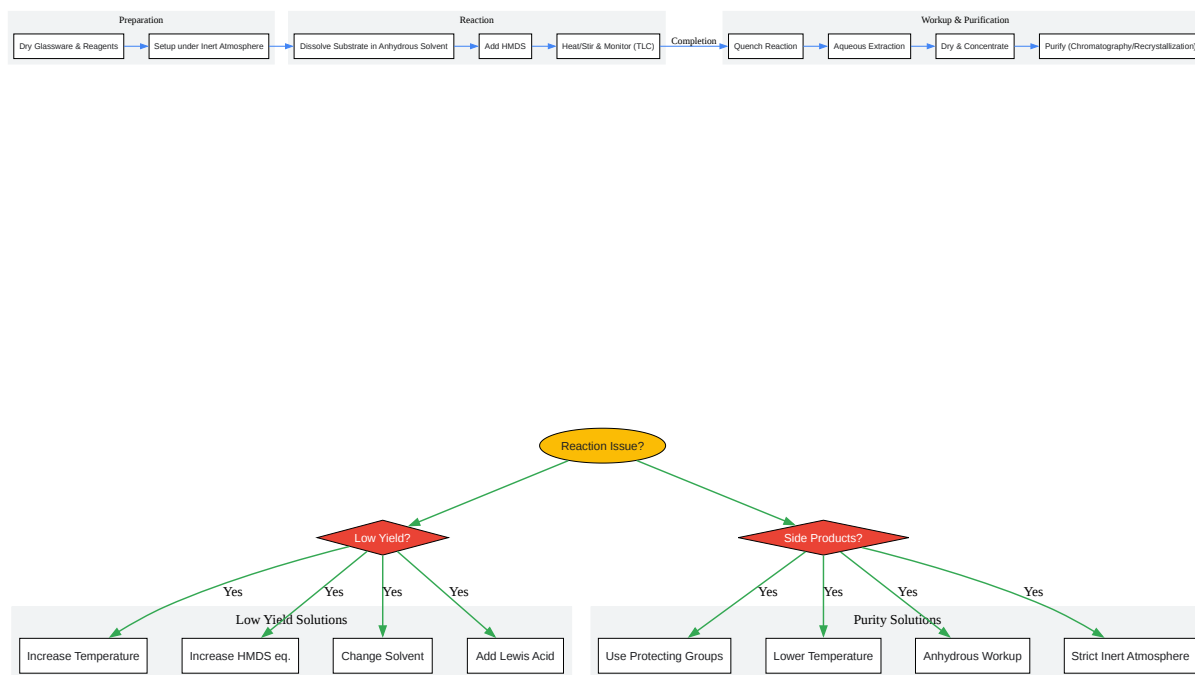 Preparation
Reaction
Workup & Purification
Dry Glassware & Reagents
Setup under Inert Atmosphere
Dissolve Substrate in Anhydrous Solvent
Add HMDS
Heat/Stir & Monitor (TLC)
Completion
Quench Reaction
Aqueous Extraction
Dry & Concentrate
Purify (Chromatography/Recrystallization)
Reaction Issue?
Low Yield?
Side Products?
Yes
Yes
Yes
Yes
Yes
Yes
Yes
Yes
Low Yield Solutions
Purity Solutions
Increase Temperature
Increase HMDS eq.
Change Solvent
Add Lewis Acid
Use Protecting Groups
Lower Temperature
Anhydrous Workup
Strict Inert Atmosphere